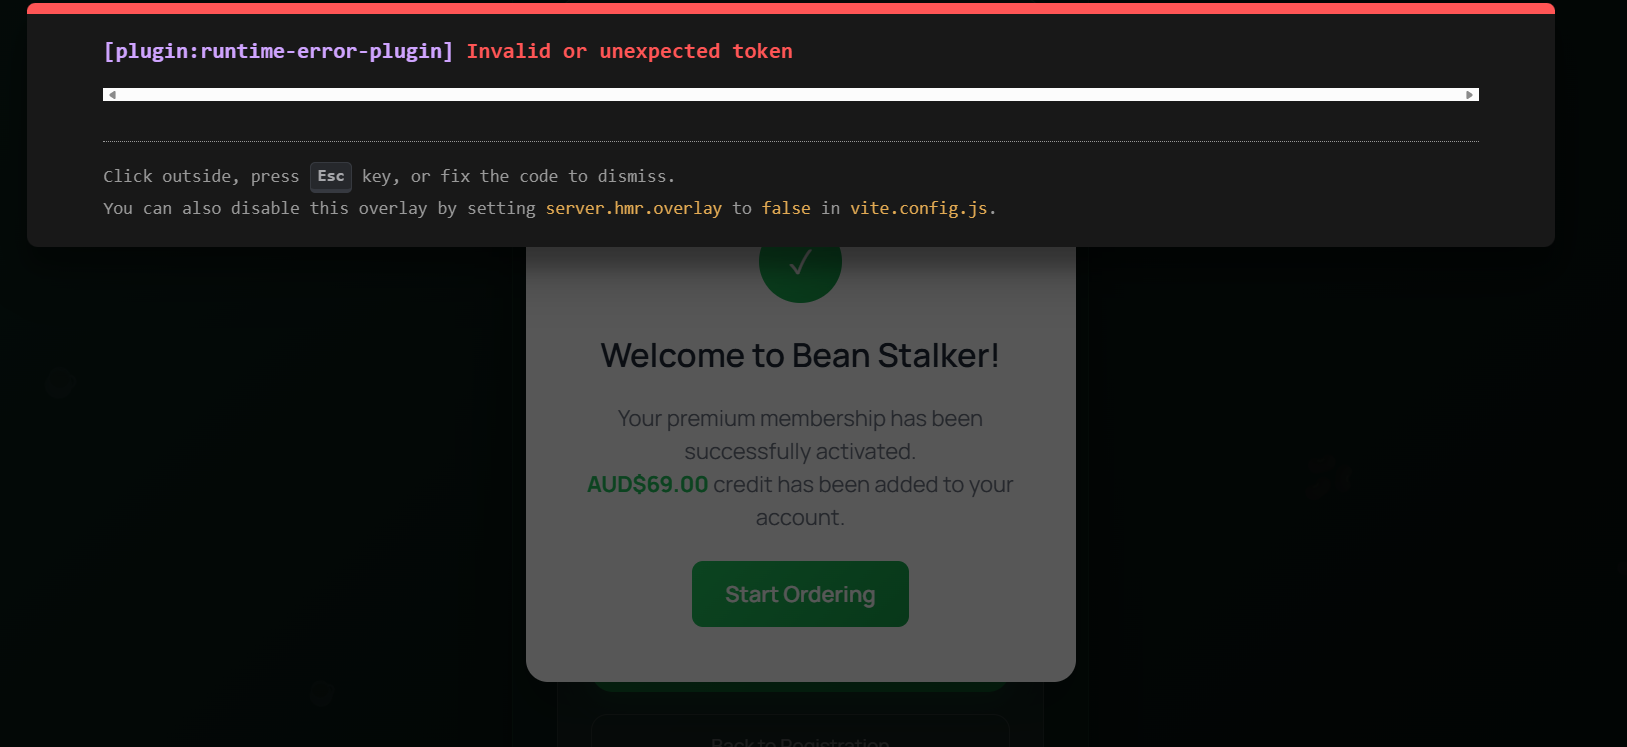 [plugin:runtime-error-plugin] Invalid or unexpected token
Click outside, press Esc key, or fix the code to dismiss.
You can also disable this overlay by setting server.hmr.overlay to false in vite.config.js.
✓
Welcome to Bean Stalker!
Your premium membership has been
successfully activated.
AUD$69.00 credit has been added to your
account.
Start Ordering
Back to Registration